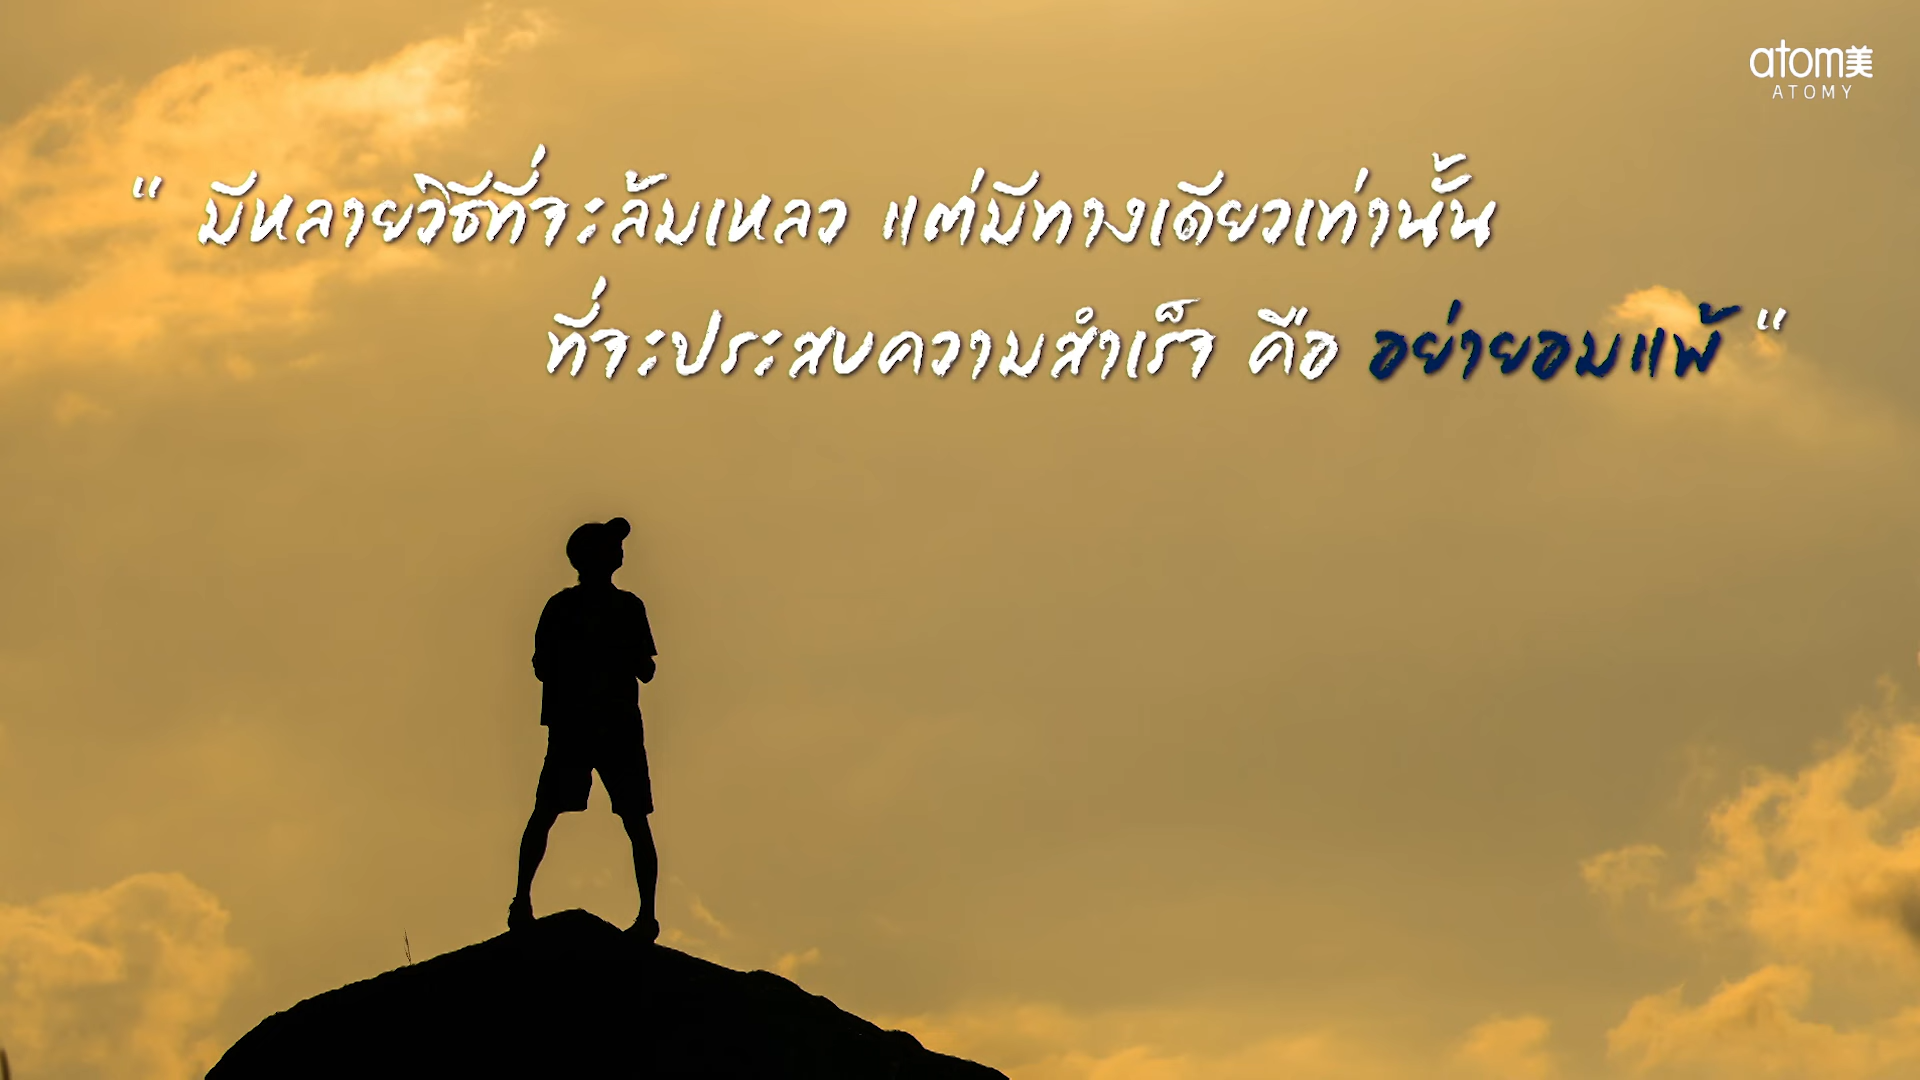 atom美
ATOMY
“ มีหลายวิธีที่จะล้มเหลว แต่มีทางเดียวเท่านั้น
ที่จะประสบความสำเร็จ คือ อย่ายอมแพ้ “